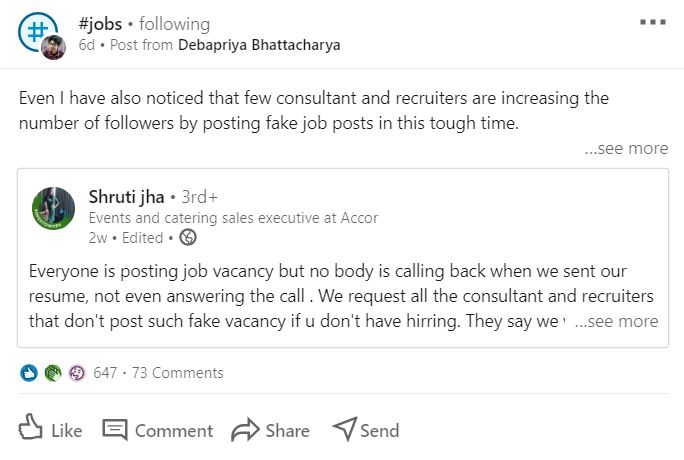 #jobs • following
6d • Post from Debapriya Bhattacharya
Even I have also noticed that few consultant and recruiters are increasing the
number of followers by posting fake job posts in this tough time.
...see more
Shruti jha • 3rd+
Events and catering sales executive at Accor
2w • Edited •
Everyone is posting job vacancy but no body is calling back when we sent our
resume, not even answering the call . We request all the consultant and recruiters
that don't post such fake vacancy if u don't have hirring. They say we ...see more
647 • 73 Comments
Like Comment Share Send